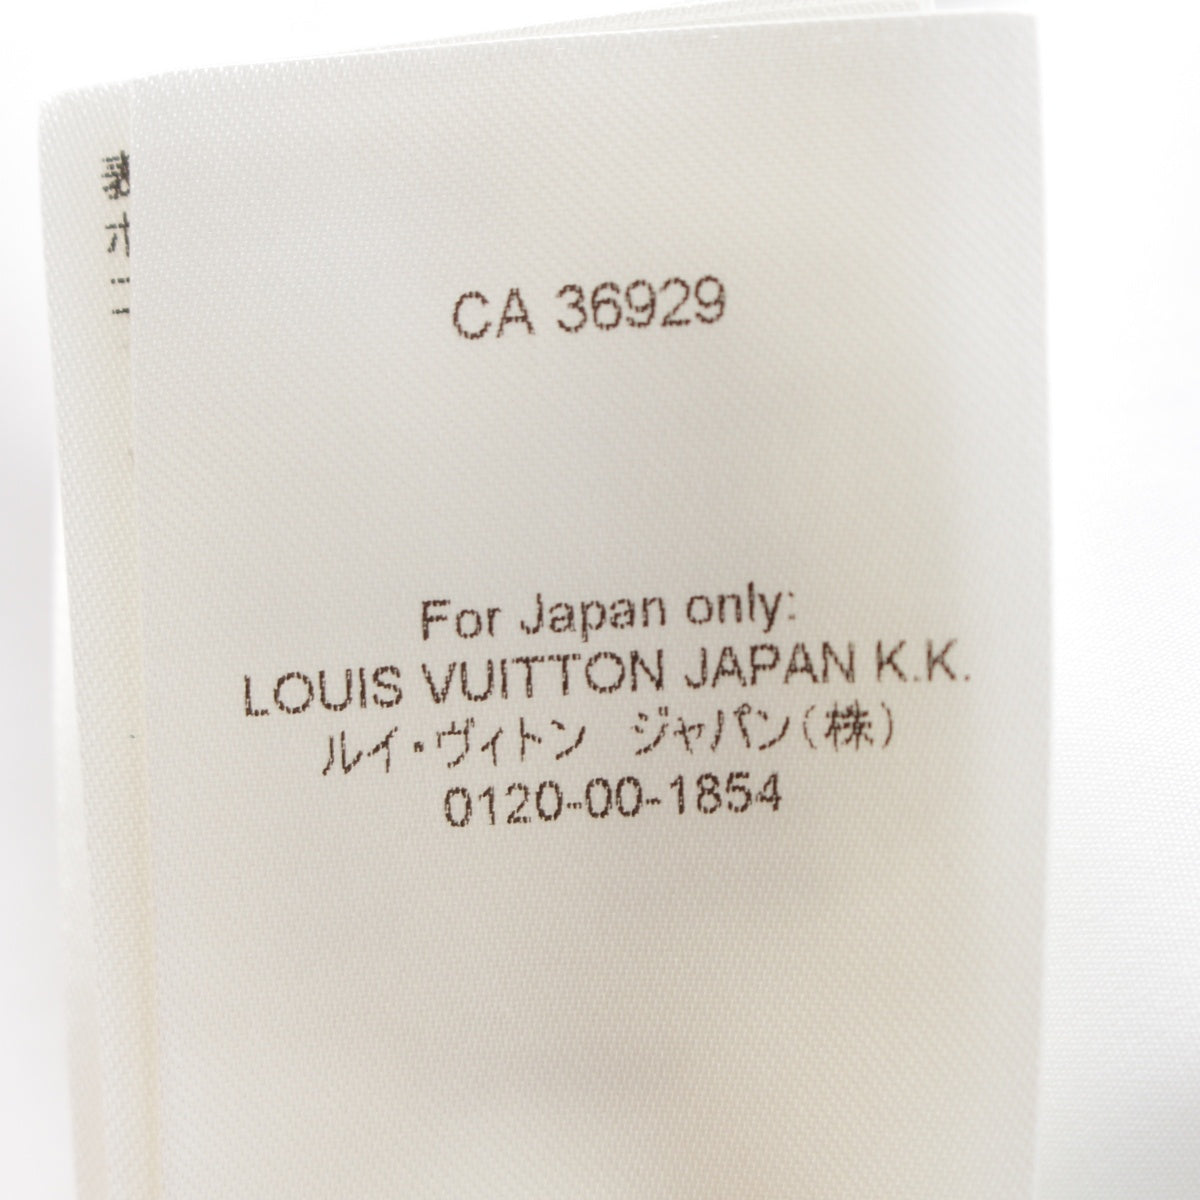 CA 36929
For Japan only:
LOUIS VUITTON JAPAN K.K.
ルイ・ヴィトン　ジャパン(株)
0120-00-1854